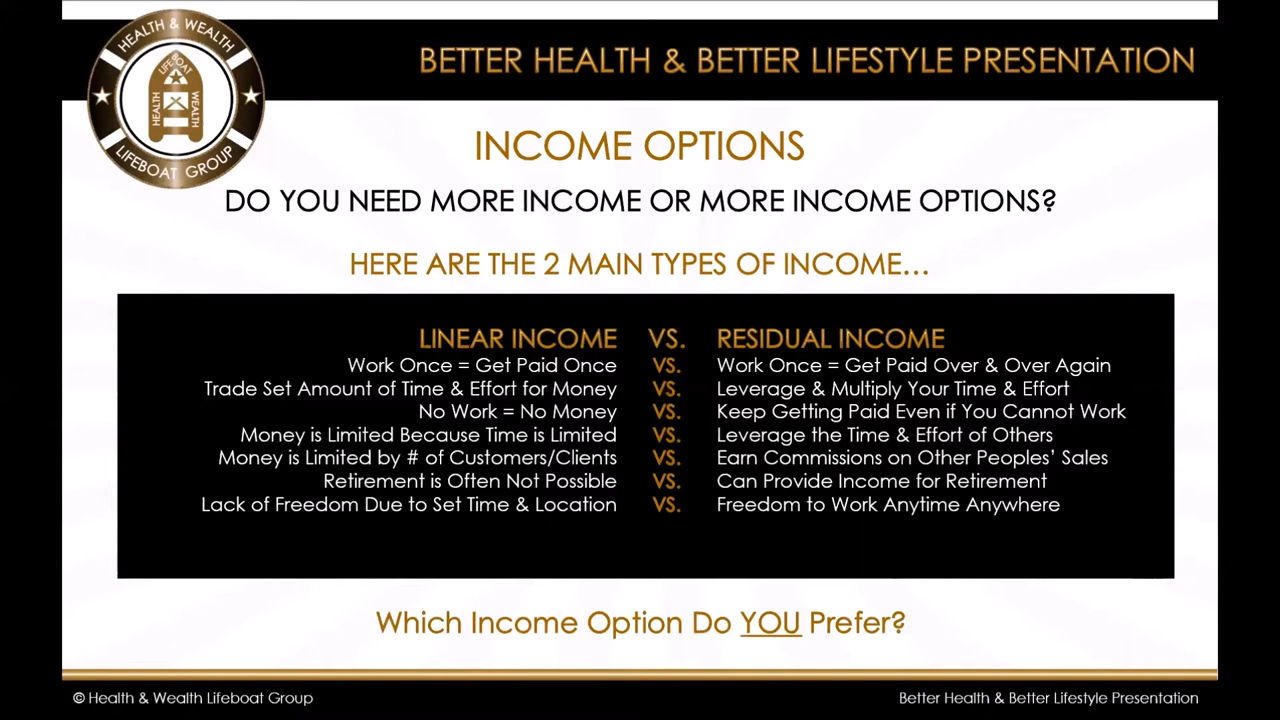 HEALTH & WEALTH
LIFEBOAT
HEALTH
WEALTH
LIFEBOAT GROUP
BETTER HEALTH & BETTER LIFESTYLE PRESENTATION
INCOME OPTIONS
DO YOU NEED MORE INCOME OR MORE INCOME OPTIONS?
HERE ARE THE 2 MAIN TYPES OF INCOME...
LINEAR INCOME VS. RESIDUAL INCOME
Work Once = Get Paid Once VS. Work Once = Get Paid Over & Over Again
Trade Set Amount of Time & Effort for Money VS. Leverage & Multiply Your Time & Effort
No Work = No Money VS. Keep Getting Paid Even if You Cannot Work
Money is Limited Because Time is Limited VS. Leverage the Time & Effort of Others
Money is Limited by # of Customers/Clients VS. Earn Commissions on Other Peoples' Sales
Retirement is Often Not Possible VS. Can Provide Income for Retirement
Lack of Freedom Due to Set Time & Location VS. Freedom to Work Anytime Anywhere
Which Income Option Do YOU Prefer?
© Health & Wealth Lifeboat Group
Better Health & Better Lifestyle Presentation